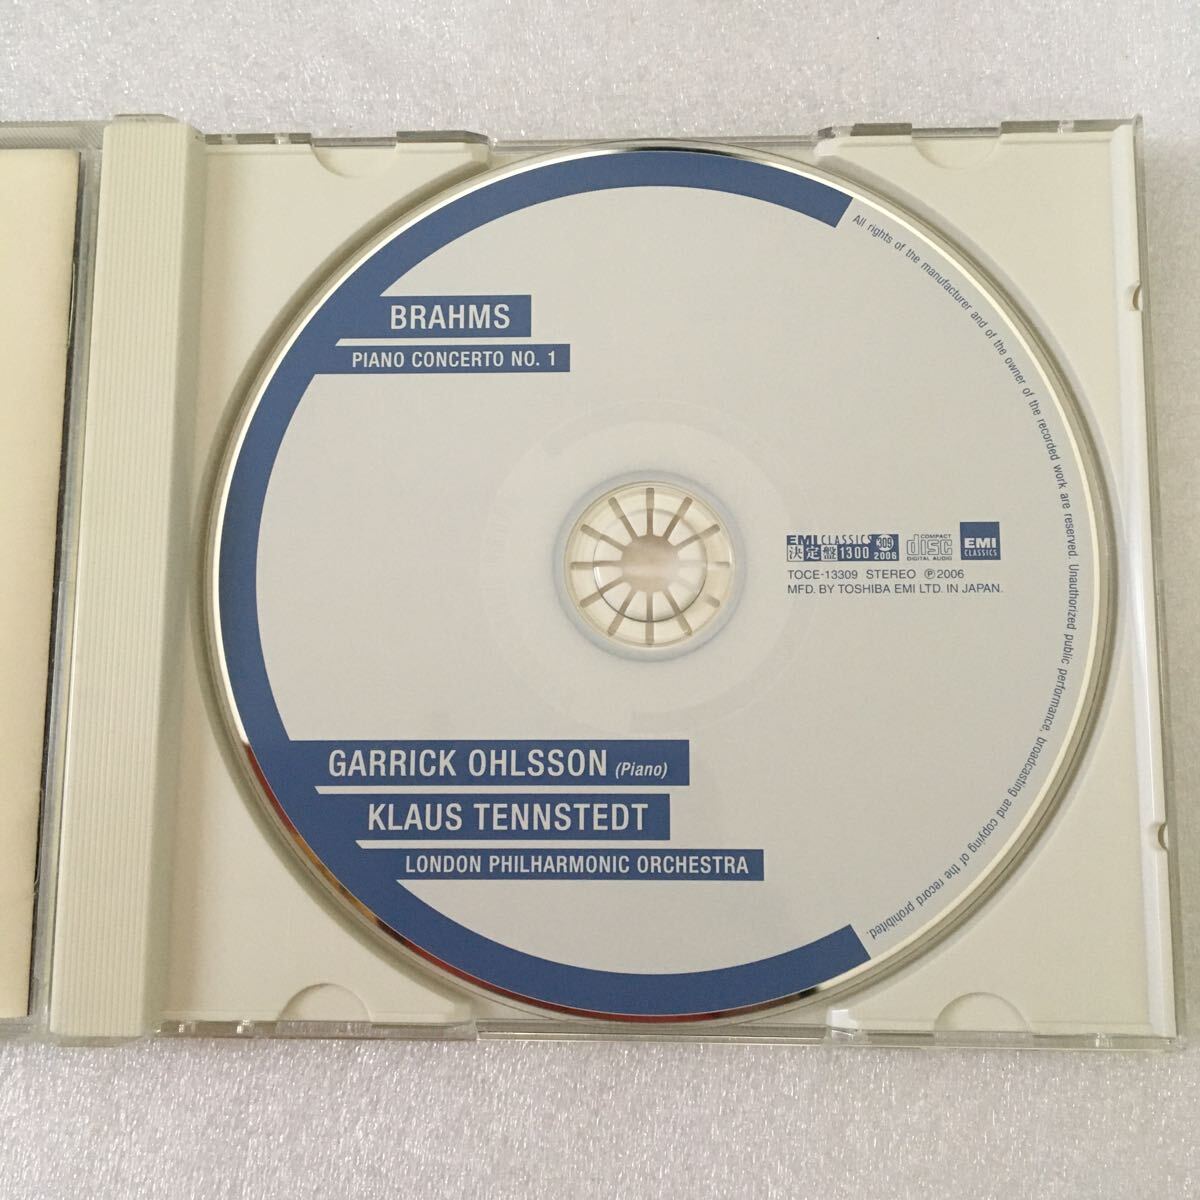 BRAHMS
PIANO CONCERTO NO. 1
All rights of the manufacturer and of the owner of the recorded work are reserved. Unauthorized public performance, broadcasting and copying of the record prohibited.
EMI CLASSICS 309
決定盤 1300 2006
COMPACT
disc
DIGITAL AUDIO
EMI
CLASSICS
TOCE-13309 STEREO ℗2006
MFD. BY TOSHIBA EMI LTD. IN JAPAN.
GARRICK OHLSSON (Piano)
KLAUS TENNSTEDT
LONDON PHILHARMONIC ORCHESTRA